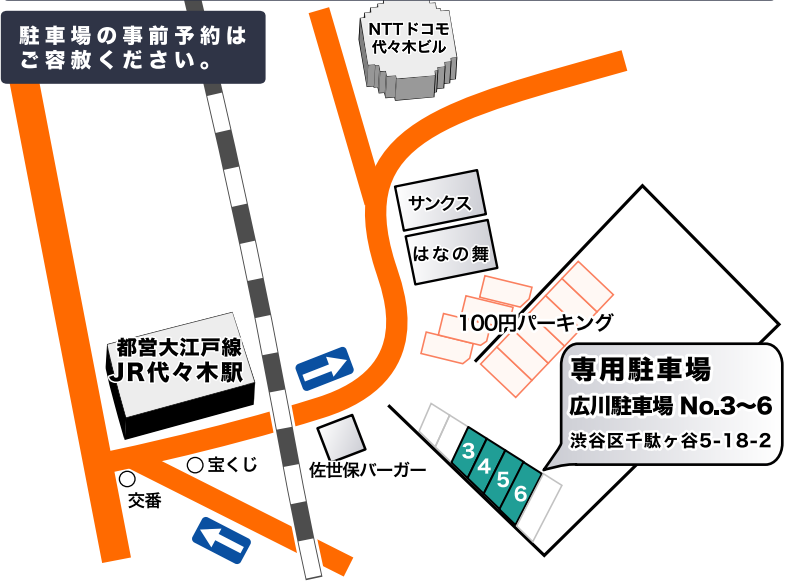 駐車場の事前予約は
ご容赦ください。
NTTドコモ
代々木ビル
サンクス
はなの舞
100円パーキング
都営大江戸線
JR代々木駅
専用駐車場
広川駐車場 No.3～6
渋谷区千駄ヶ谷5-18-2
3
4
5
6
宝くじ
佐世保バーガー
交番